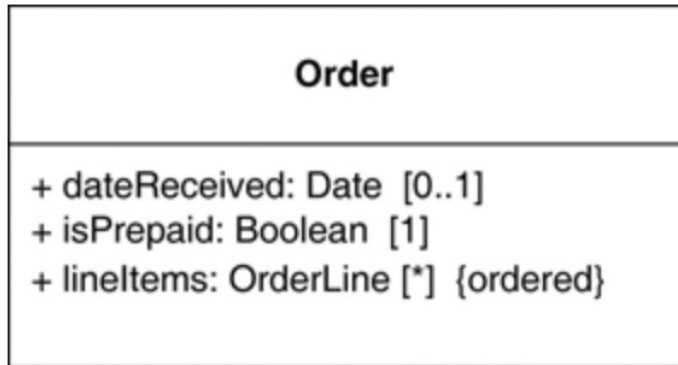 Order
+ dateReceived: Date [0..1]
+ isPrepaid: Boolean [1]
+ lineItems: OrderLine [*] {ordered}